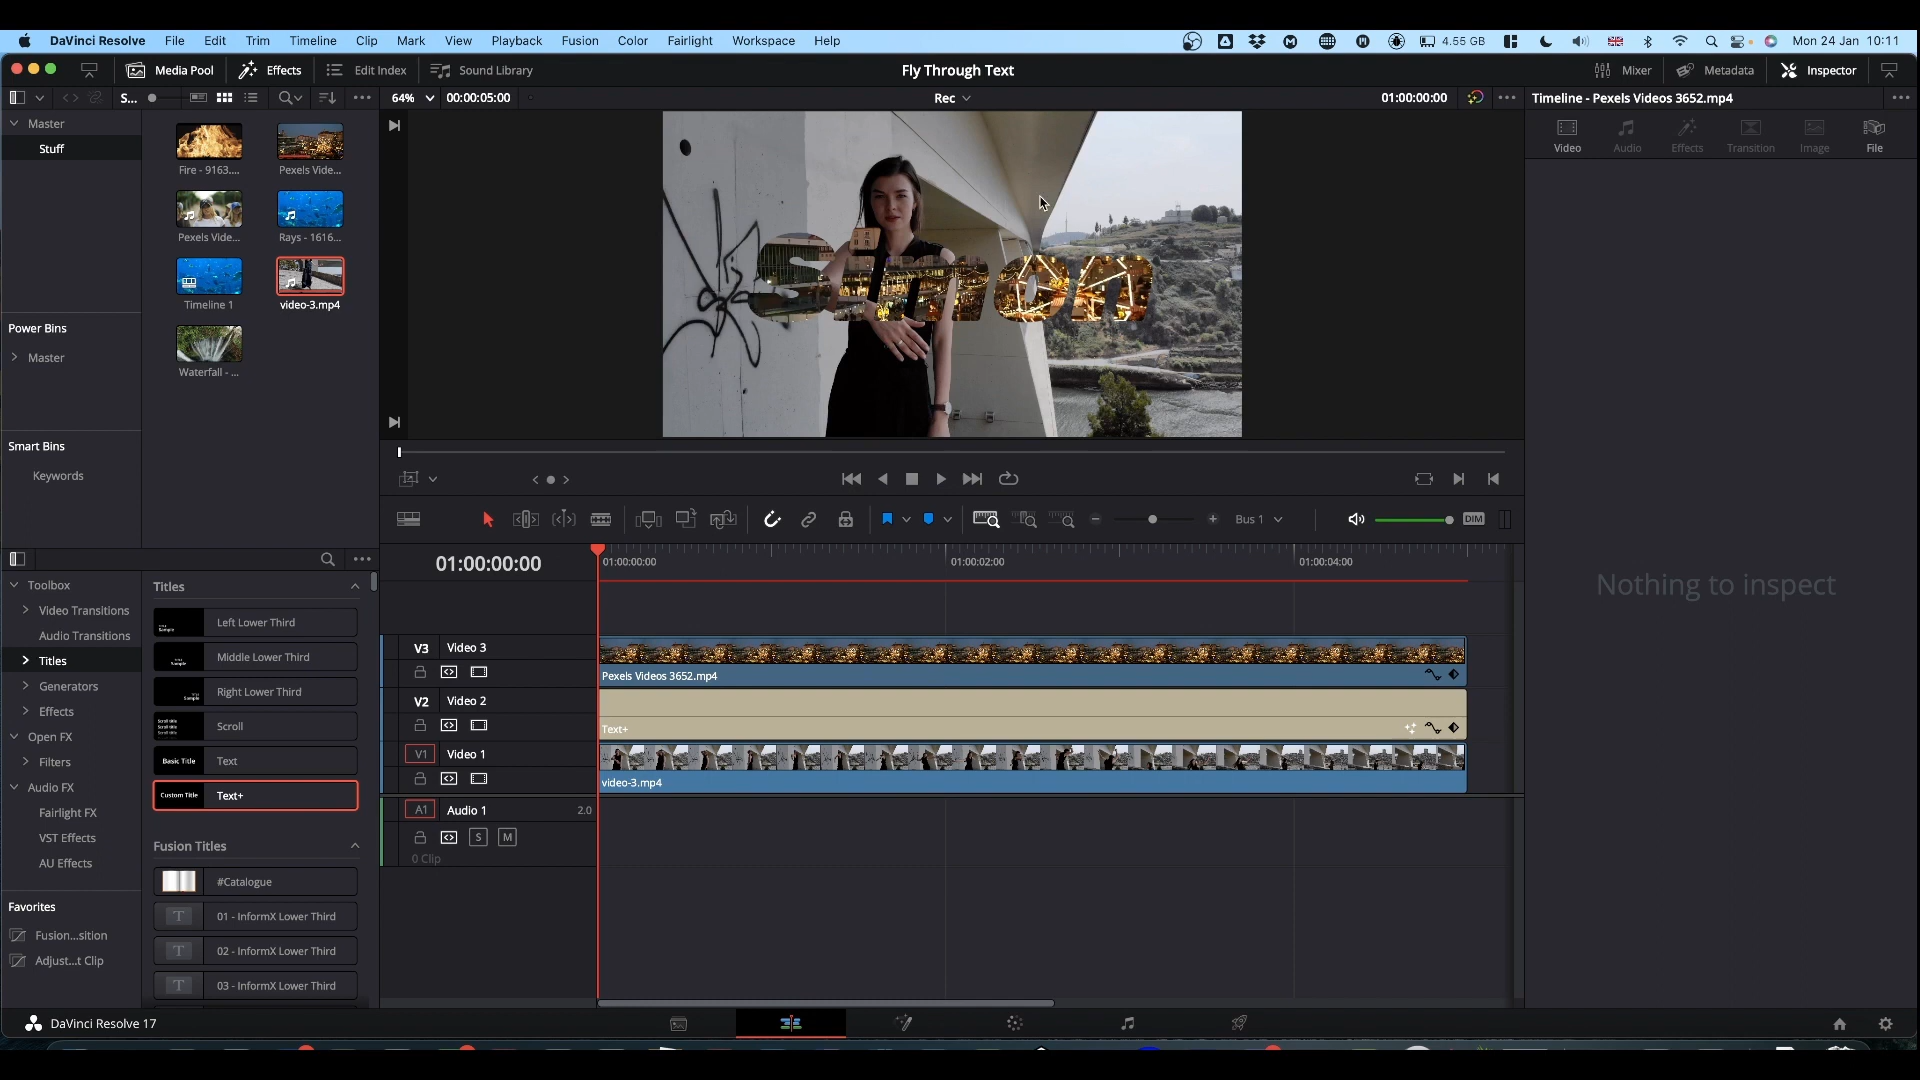 DaVinci Resolve File Edit Trim Timeline Clip Mark View Playback Fusion Color Fairlight Workspace Help 4.55 GB Mon 24 Jan 10:11
Media Pool Effects Edit Index Sound Library Fly Through Text Mixer Metadata Inspector
S... 64% 00:00:05:00 Rec 01:00:00:00 Timeline - Pexels Videos 3652.mp4
Master
Stuff
Fire - 9163.... Pexels Vide...
Pexels Vide... Rays - 1616...
Timeline 1 video-3.mp4
Waterfall - ...
Power Bins
Master
Smart Bins
Keywords
simon
Video Audio Effects Transition Image File
Nothing to inspect
Bus 1 DIM
01:00:00:00 01:00:00:00 01:00:02:00 01:00:04:00
V3 Video 3
Pexels Videos 3652.mp4
V2 Video 2
Text+
V1 Video 1
video-3.mp4
A1 Audio 1 2.0
S M
0 Clip
Toolbox
Video Transitions
Audio Transitions
Titles
Generators
Effects
Open FX
Filters
Audio FX
Fairlight FX
VST Effects
AU Effects
Favorites
Fusion...sition
Adjust...t Clip
Titles
Left Lower Third
Middle Lower Third
Right Lower Third
Scroll
Basic Title Text
Custom Title Text+
Fusion Titles
#Catalogue
T 01 - InformX Lower Third
T 02 - InformX Lower Third
T 03 - InformX Lower Third
DaVinci Resolve 17